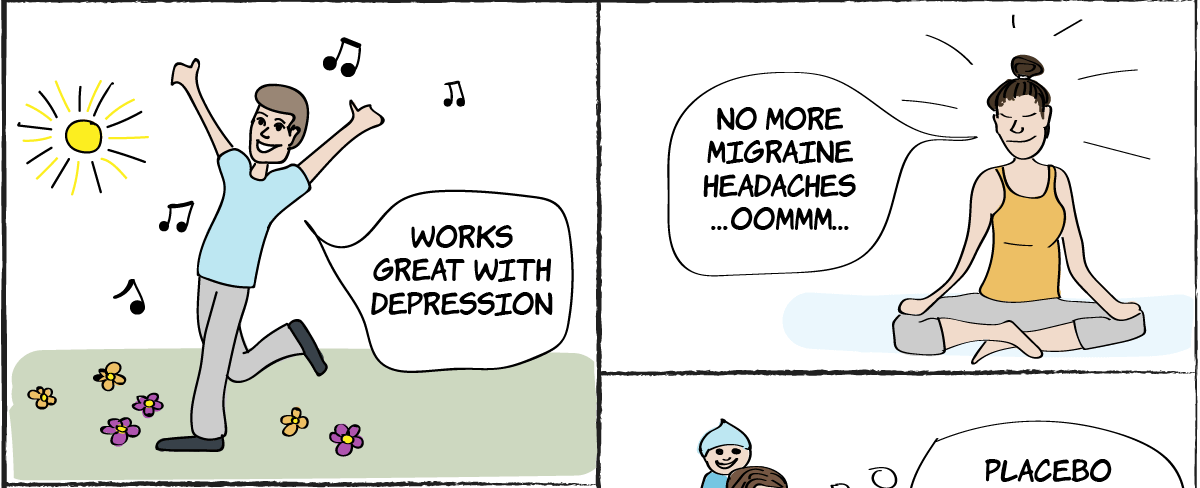 WORKS
GREAT WITH
DEPRESSION
NO MORE
MIGRAINE
HEADACHES
...OOMMM...
PLACEBO